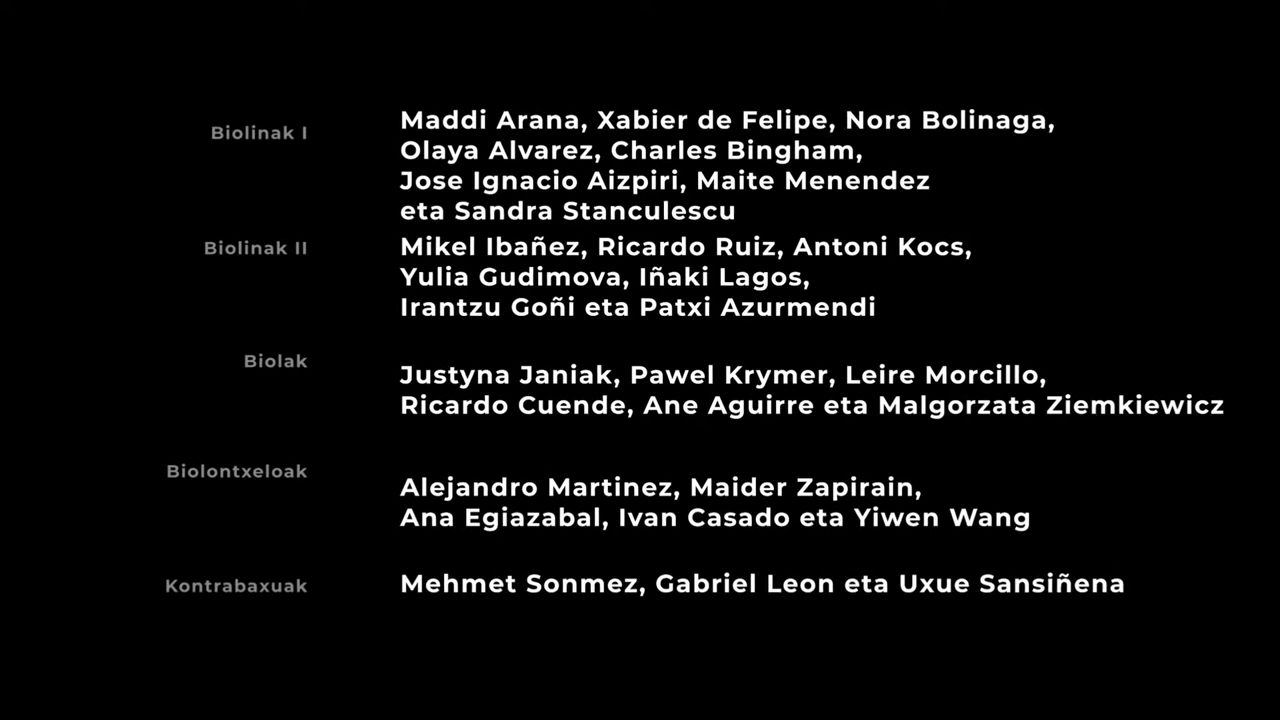 Biolinak I
Maddi Arana, Xabier de Felipe, Nora Bolinaga,
Olaya Alvarez, Charles Bingham,
Jose Ignacio Aizpiri, Maite Menendez
eta Sandra Stanculescu
Biolinak II
Mikel Ibañez, Ricardo Ruiz, Antoni Kocs,
Yulia Gudimova, Iñaki Lagos,
Irantzu Goñi eta Patxi Azurmendi
Biolak
Justyna Janiak, Pawel Krymer, Leire Morcillo,
Ricardo Cuende, Ane Aguirre eta Malgorzata Ziemkiewicz
Biolontxeloak
Alejandro Martinez, Maider Zapirain,
Ana Egiazabal, Ivan Casado eta Yiwen Wang
Kontrabaxuak
Mehmet Sonmez, Gabriel Leon eta Uxue Sansiñena